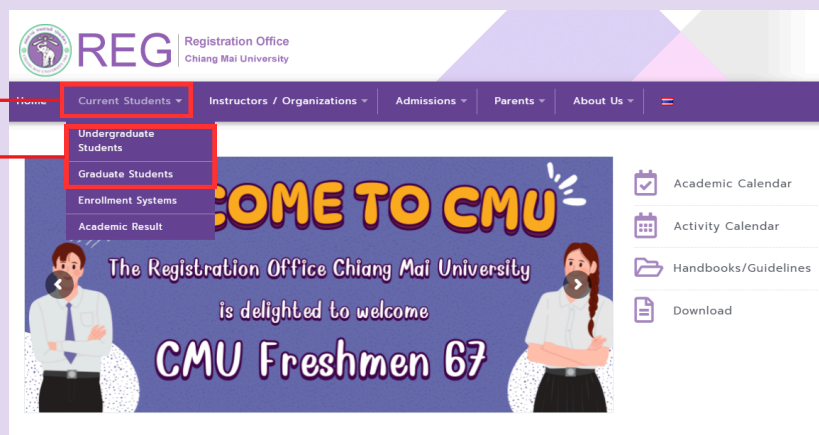 REG
Registration Office
Chiang Mai University
Home
Current Students
Instructors / Organizations
Admissions
Parents
About Us
Undergraduate
Students
Graduate Students
Enrollment Systems
Academic Result
COME TO CMU
The Registration Office Chiang Mai University
is delighted to welcome
CMU Freshmen 67
Academic Calendar
Activity Calendar
Handbooks/Guidelines
Download